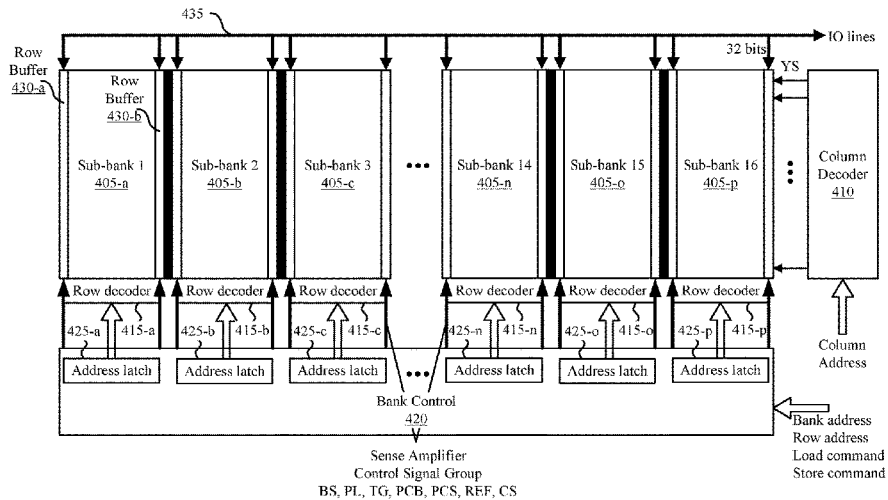 435
IO lines
32 bits
YS
Row
Buffer
430-a
Row
Buffer
430-b
Sub-bank 1
405-a
Sub-bank 2
405-b
Sub-bank 3
405-c
Sub-bank 14
405-n
Sub-bank 15
405-o
Sub-bank 16
405-p
Column
Decoder
410
Row decoder
Row decoder
Row decoder
Row decoder
Row decoder
Row decoder
425-a
415-a
425-b
415-b
425-c
415-c
425-n
415-n
425-o
415-o
425-p
415-p
Column
Address
Address latch
Address latch
Address latch
Address latch
Address latch
Address latch
Bank Control
420
Bank address
Row address
Load command
Store command
Sense Amplifier
Control Signal Group
BS, PL, TG, PCB, PCS, REF, CS